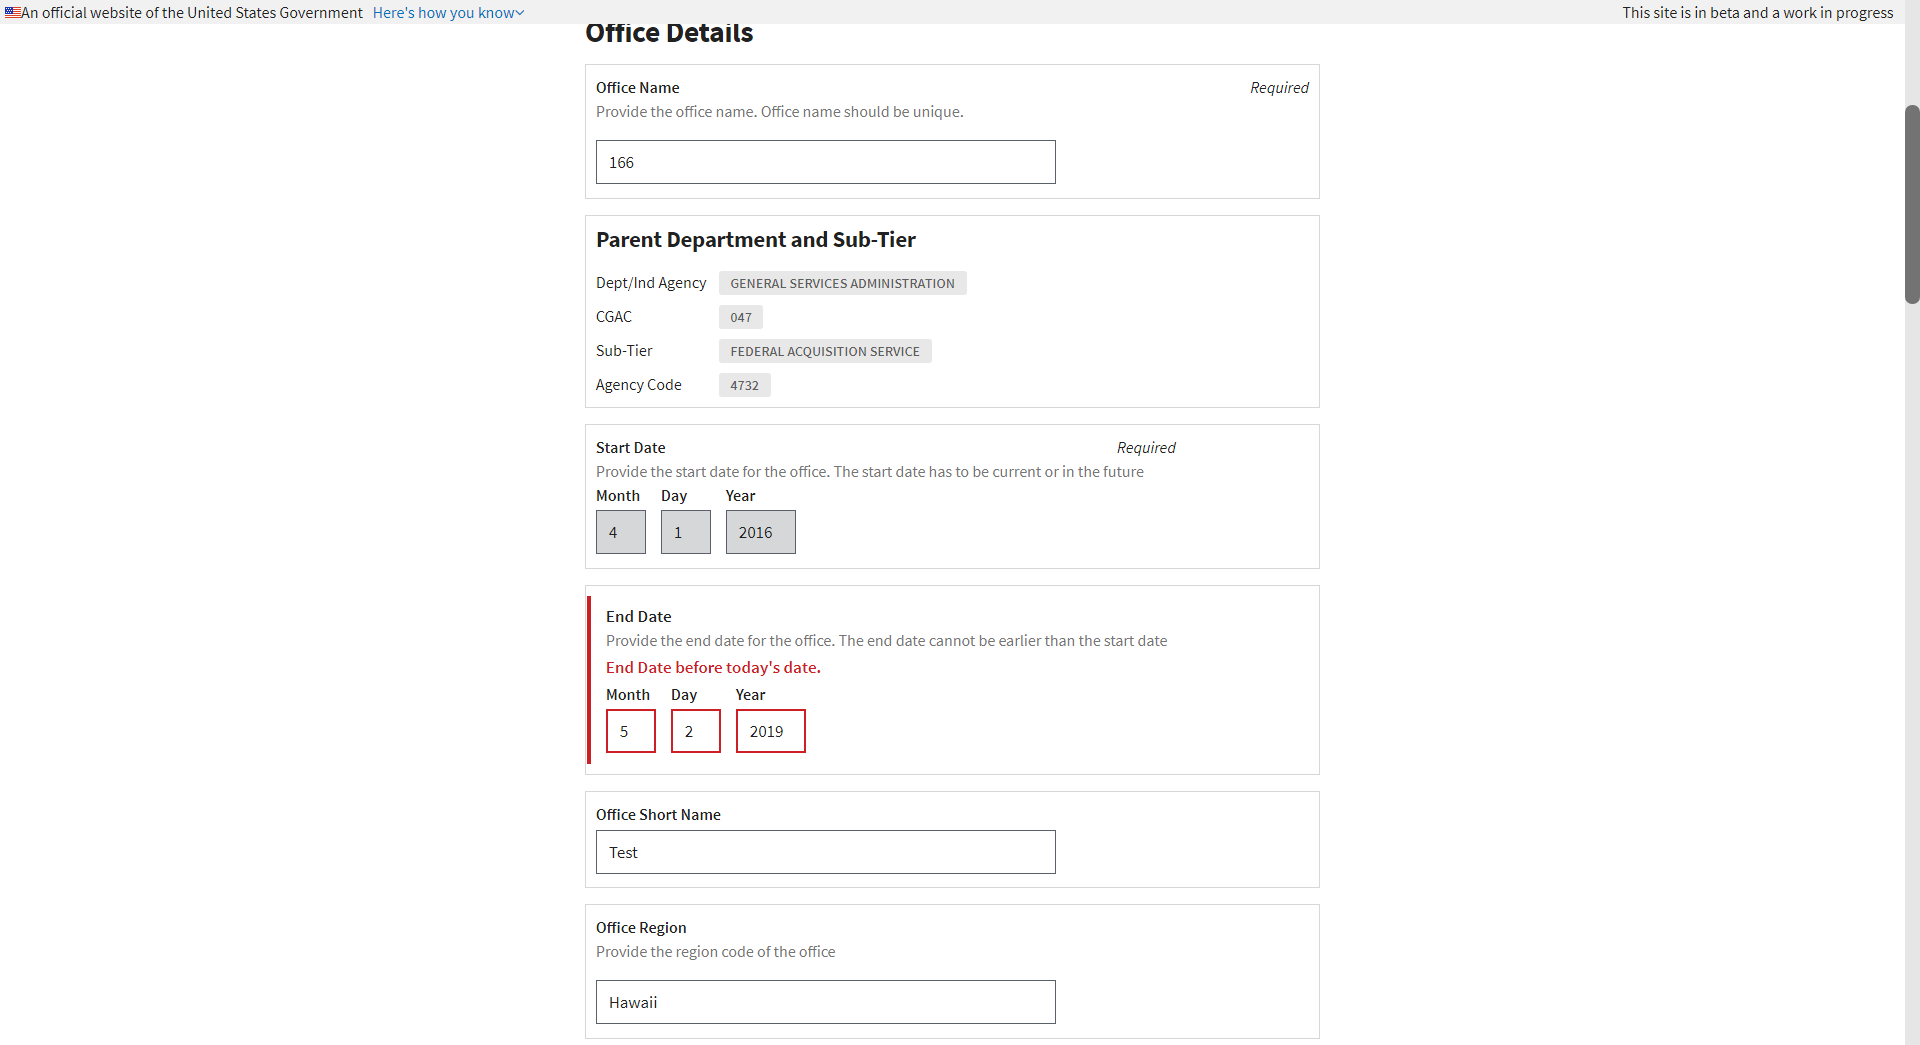 An official website of the United States Government Here's how you know
This site is in beta and a work in progress
Office Details
Office Name Required
Provide the office name. Office name should be unique.
166
Parent Department and Sub-Tier
Dept/Ind Agency GENERAL SERVICES ADMINISTRATION
CGAC 047
Sub-Tier FEDERAL ACQUISITION SERVICE
Agency Code 4732
Start Date Required
Provide the start date for the office. The start date has to be current or in the future
Month Day Year
4 1 2016
End Date
Provide the end date for the office. The end date cannot be earlier than the start date
End Date before today's date.
Month Day Year
5 2 2019
Office Short Name
Test
Office Region
Provide the region code of the office
Hawaii